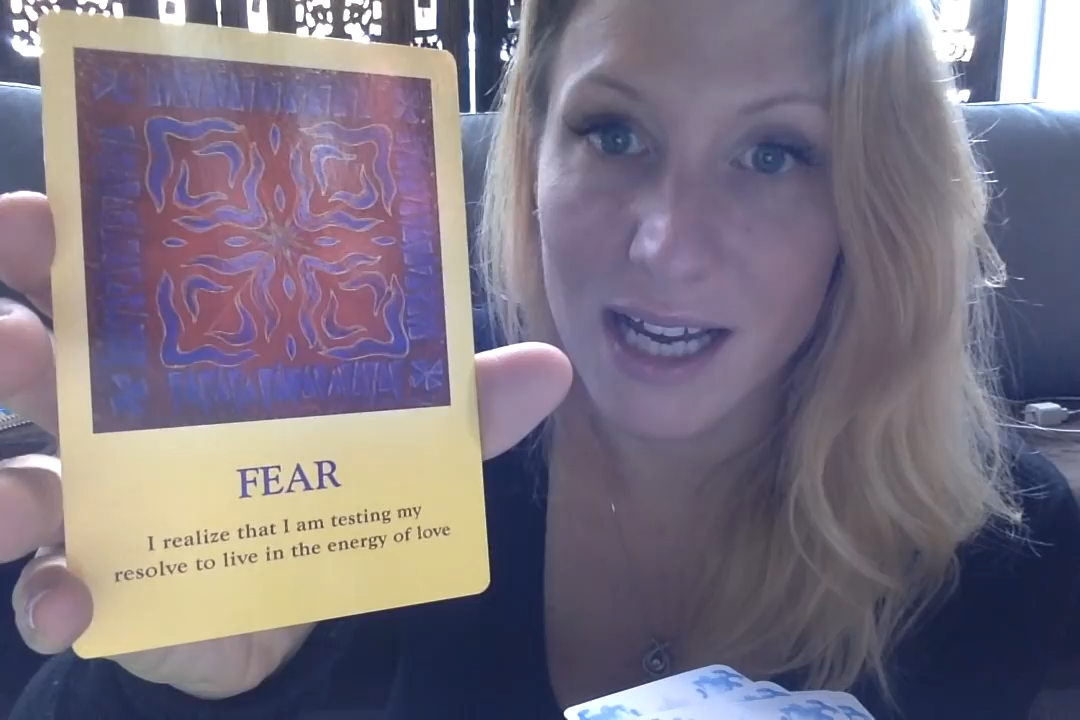 FEAR
I realize that I am testing my
resolve to live in the energy of love